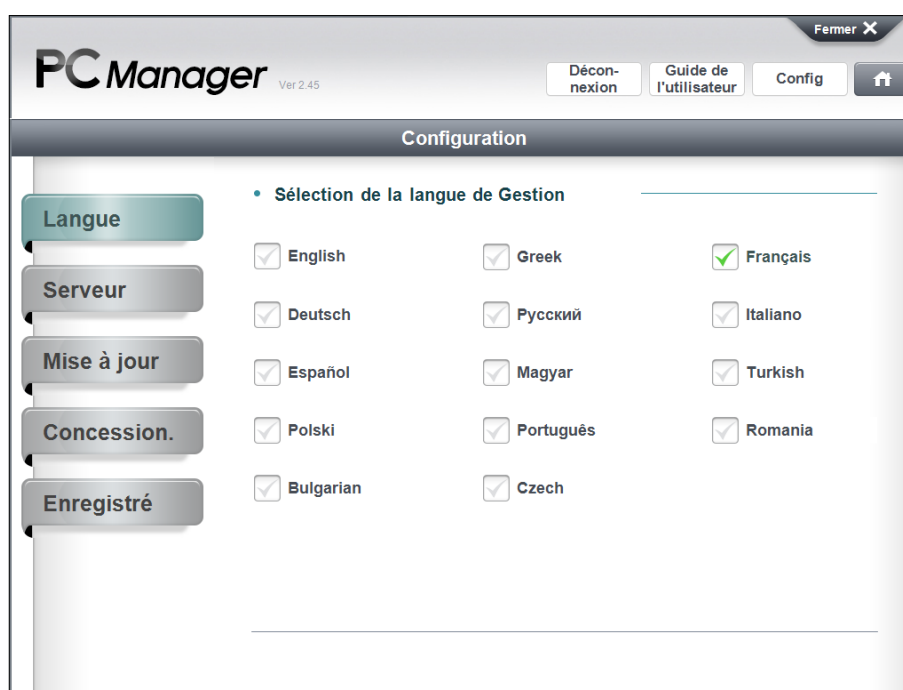 Fermer
PC Manager Ver 2.45
Décon-
nexion
Guide de
l'utilisateur
Config
Configuration
Langue
Serveur
Mise à jour
Concession.
Enregistré
• Sélection de la langue de Gestion
English
Greek
Français
Deutsch
Русский
Italiano
Español
Magyar
Turkish
Polski
Português
Romania
Bulgarian
Czech